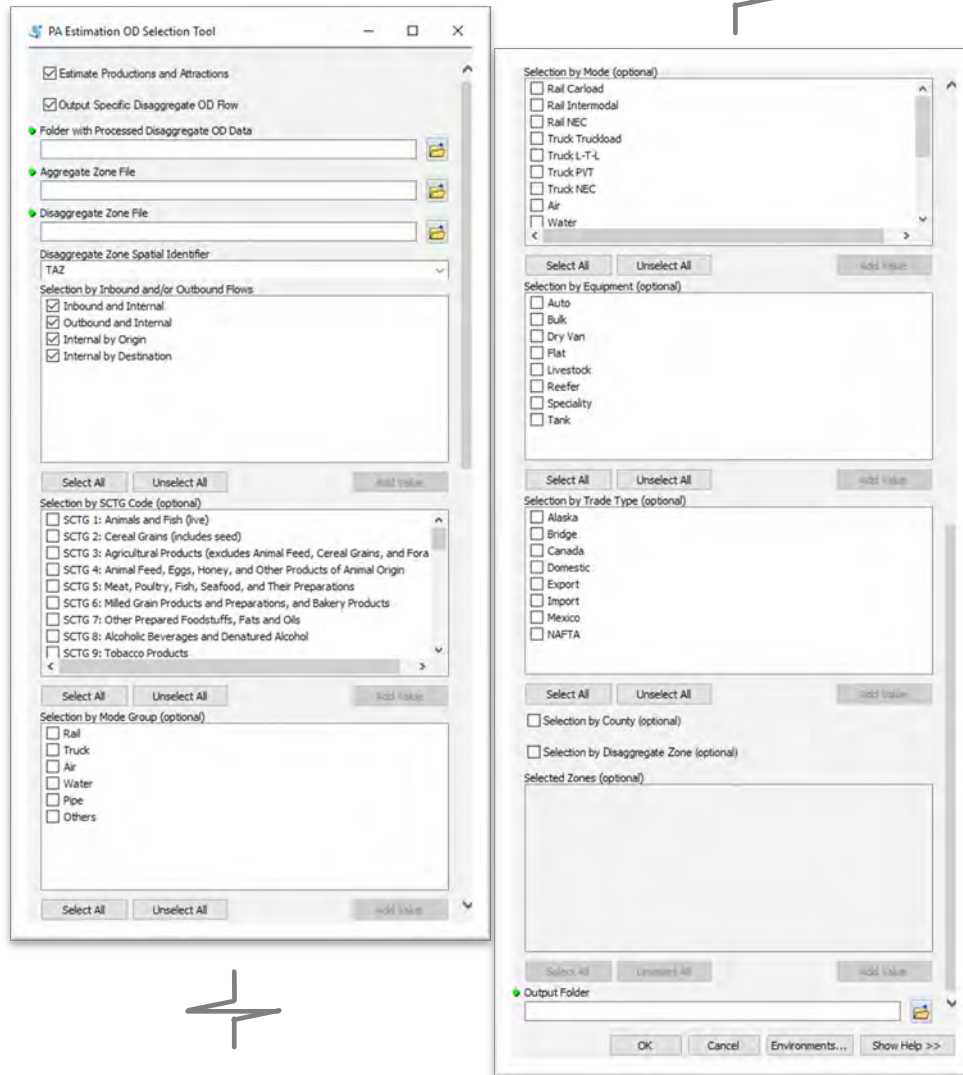 PA Estimation OD Selection Tool
Estimate Productions and Attractions
Output Specific Disaggregate OD Flow
Folder with Processed Disaggregate OD Data
Aggregate Zone File
Disaggregate Zone File
Disaggregate Zone Spatial Identifier
TAZ
Selection by Inbound and/or Outbound Flows
Inbound and Internal
Outbound and Internal
Internal by Origin
Internal by Destination
Select All Unselect All Add Value
Selection by SCTG Code (optional)
SCTG 1: Animals and Fish (live)
SCTG 2: Cereal Grains (includes seed)
SCTG 3: Agricultural Products (excludes Animal Feed, Cereal Grains, and Fora
SCTG 4: Animal Feed, Eggs, Honey, and Other Products of Animal Origin
SCTG 5: Meat, Poultry, Fish, Seafood, and Their Preparations
SCTG 6: Milled Grain Products and Preparations, and Bakery Products
SCTG 7: Other Prepared Foodstuffs, Fats and Oils
SCTG 8: Alcoholic Beverages and Denatured Alcohol
SCTG 9: Tobacco Products
Select All Unselect All Add Value
Selection by Mode Group (optional)
Rail
Truck
Air
Water
Pipe
Others
Select All Unselect All Add Value
Selection by Mode (optional)
Rail Carload
Rail Intermodal
Rail NEC
Truck Truckload
Truck L-T-L
Truck PVT
Truck NEC
Air
Water
Select All Unselect All Add Value
Selection by Equipment (optional)
Auto
Bulk
Dry Van
Flat
Livestock
Reefer
Speciality
Tank
Select All Unselect All Add Value
Selection by Trade Type (optional)
Alaska
Bridge
Canada
Domestic
Export
Import
Mexico
NAFTA
Select All Unselect All Add Value
Selection by County (optional)
Selection by Disaggregate Zone (optional)
Selected Zones (optional)
Select All Unselect All Add Value
Output Folder
OK Cancel Environments... Show Help >>